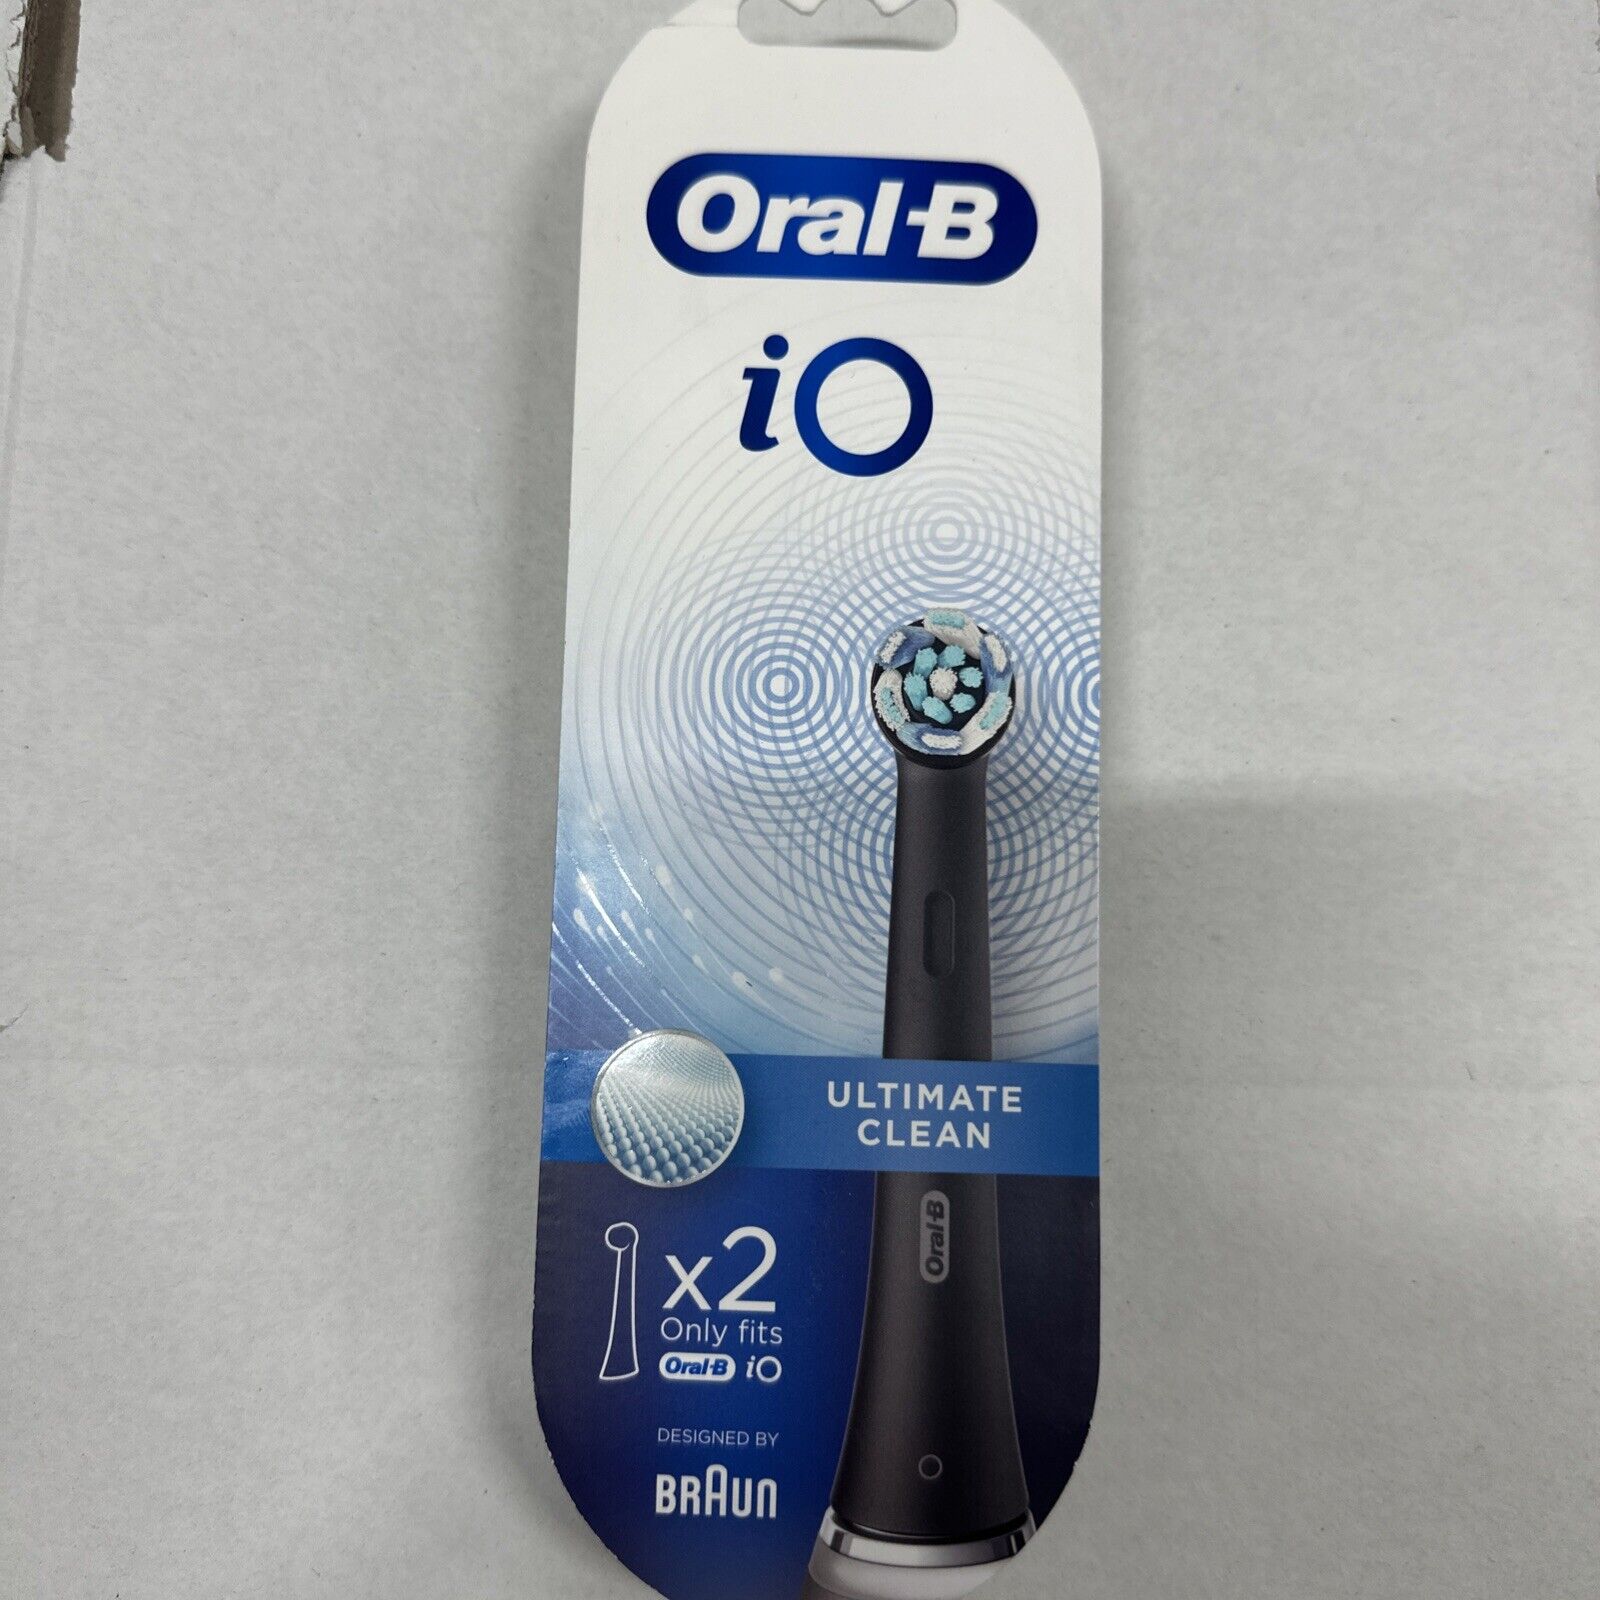 Oral-B
iO
ULTIMATE
CLEAN
Oral-B
x2
Only fits
Oral-B iO
DESIGNED BY
BRAUN